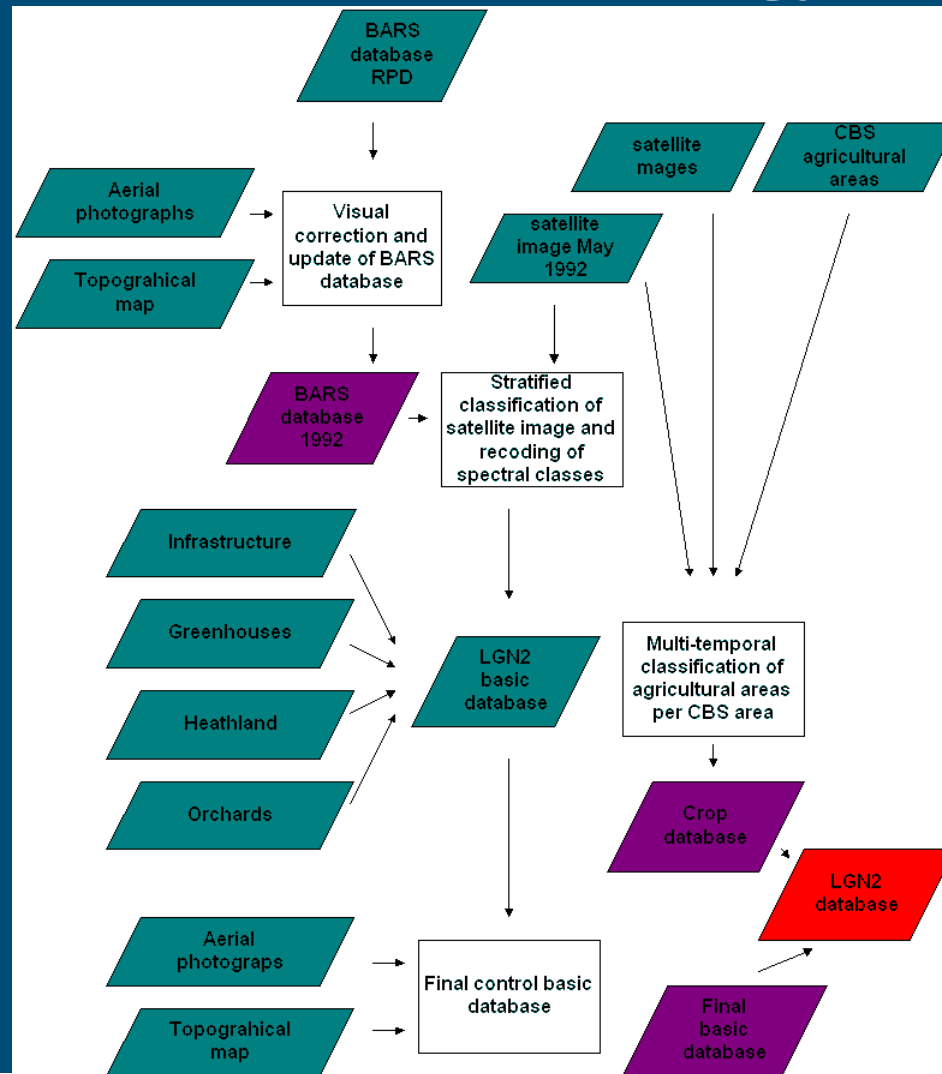 BARS
database
RPD
satellite
mages
CBS
agricultural
areas
Aerial
photographs
Visual
correction and
update of BARS
database
satellite
image May
1992
Topograhical
map
BARS
database
1992
Stratified
classification of
satellite image and
recoding of
spectral classes
Infrastructure
Greenhouses
LGN2
basic
database
Multi-temporal
classification of
agricultural areas
per CBS area
Heathland
Orchards
Crop
database
LGN2
database
Aerial
photograps
Final control basic
database
Topograhical
map
Final
basic
database